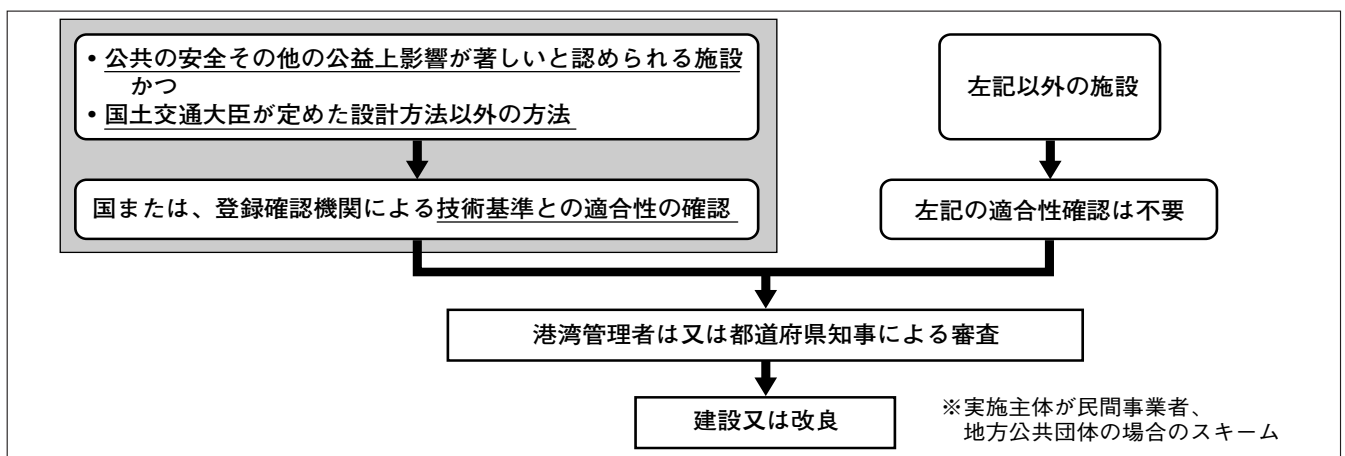 • 公共の安全その他の公益上影響が著しいと認められる施設
かつ
• 国土交通大臣が定めた設計方法以外の方法
左記以外の施設
国または、登録確認機関による技術基準との適合性の確認
左記の適合性確認は不要
港湾管理者は又は都道府県知事による審査
建設又は改良
※実施主体が民間事業者、
地方公共団体の場合のスキーム